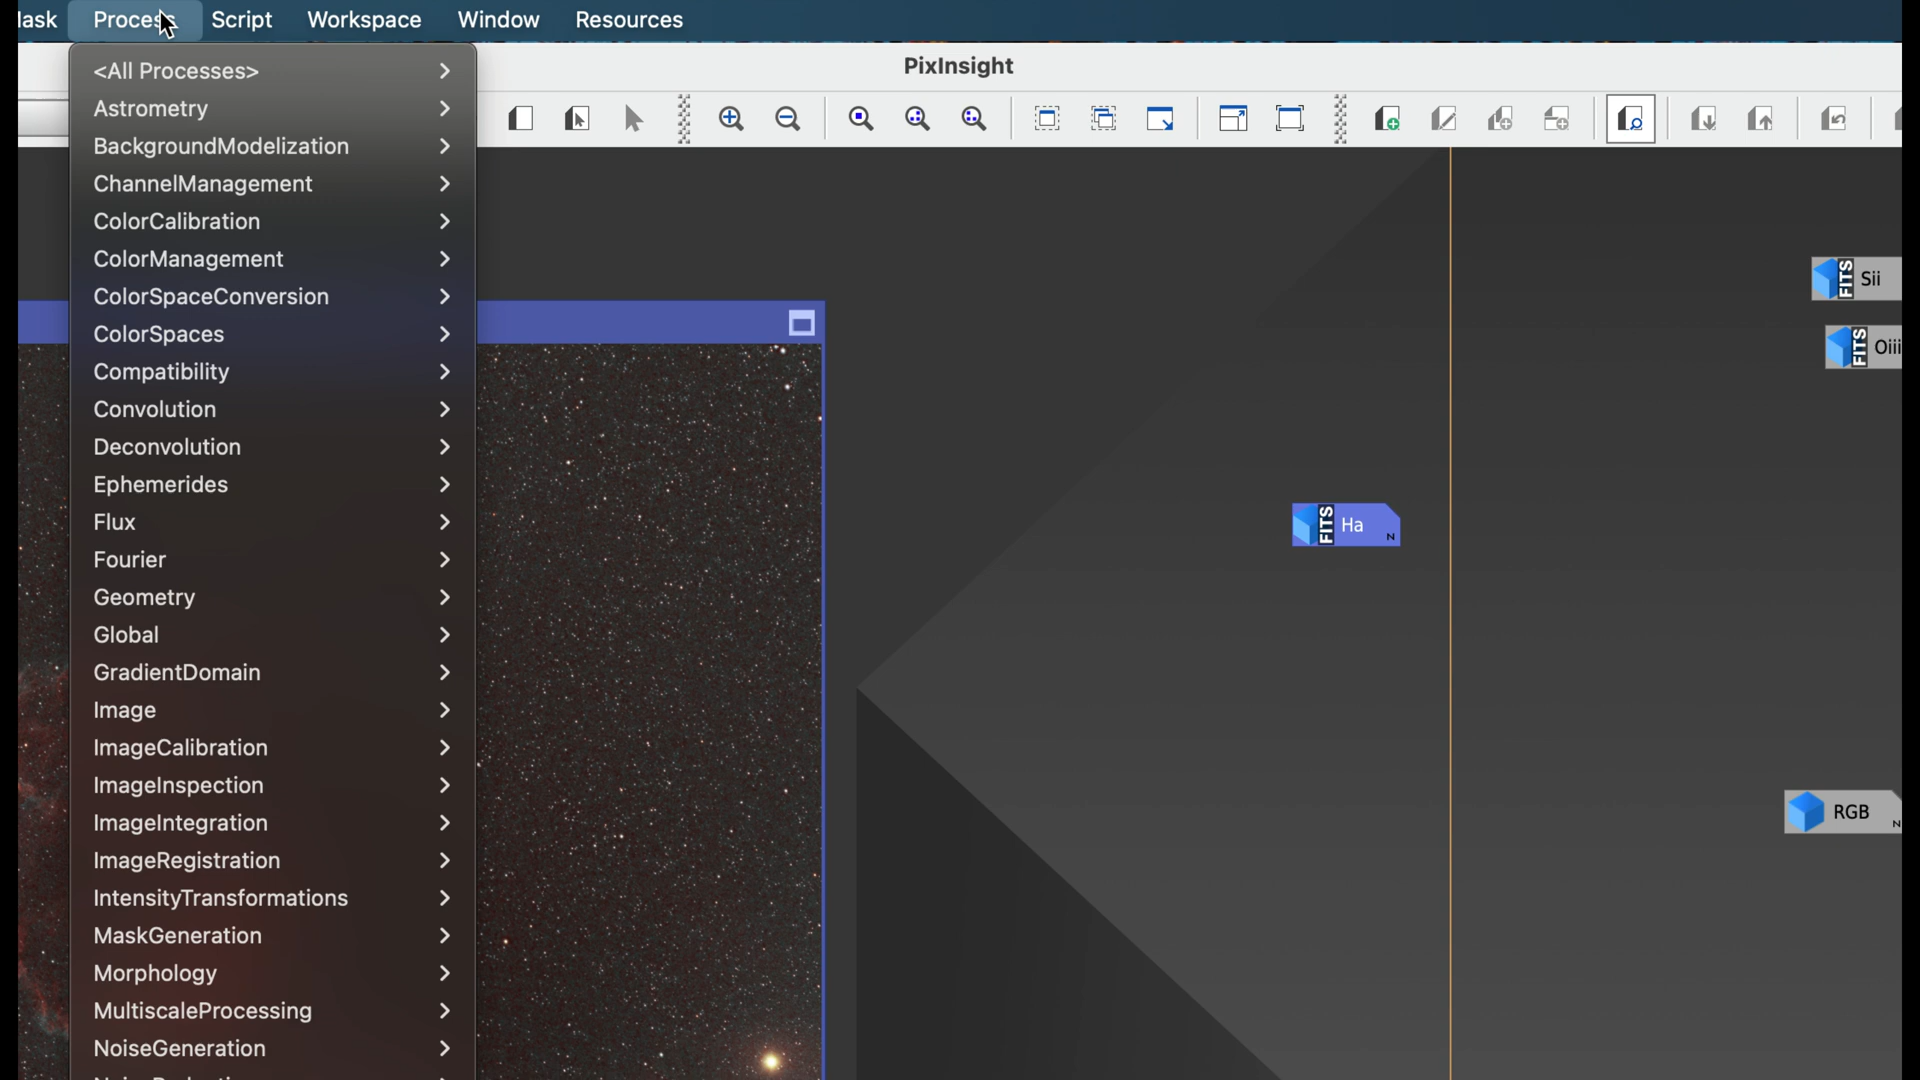 Process Script Workspace Window Resources
PixInsight
<All Processes>
Astrometry
BackgroundModelization
ChannelManagement
ColorCalibration
ColorManagement
ColorSpaceConversion
ColorSpaces
Compatibility
Convolution
Deconvolution
Ephemerides
Flux
Fourier
Geometry
Global
GradientDomain
Image
ImageCalibration
ImageInspection
ImageIntegration
ImageRegistration
IntensityTransformations
MaskGeneration
Morphology
MultiscaleProcessing
NoiseGeneration
FITS Sii
FITS Oiii
FITS Ha N
RGB N